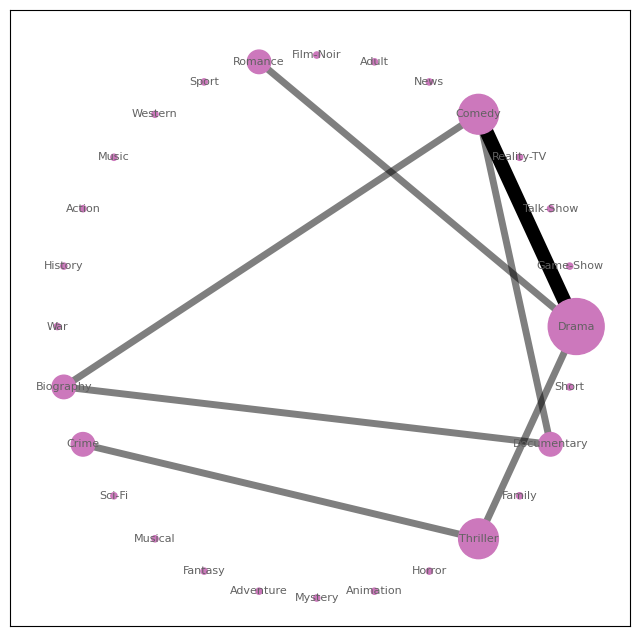 Film-Noir
Romance
Adult
Sport
News
Western
Comedy
Music
Reality-TV
Action
Talk-Show
History
Game-Show
War
Drama
Biography
Short
Crime
Documentary
Sci-Fi
Family
Musical
Thriller
Fantasy
Horror
Adventure
Animation
Mystery